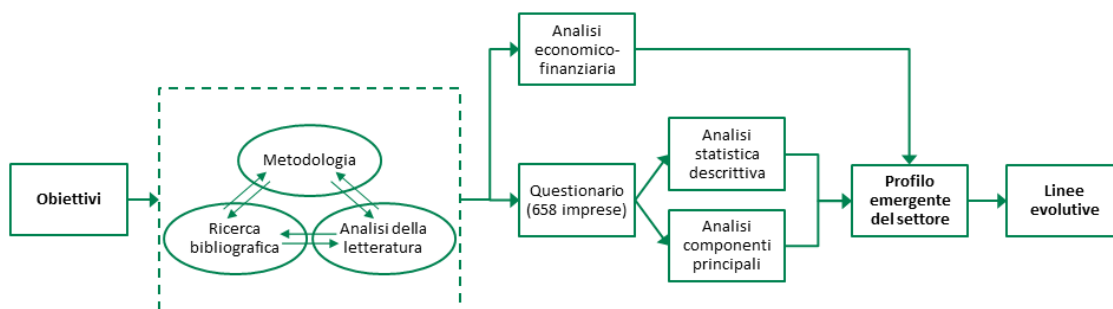 Obiettivi
Metodologia
Ricerca
bibliografica
Analisi della
letteratura
Analisi
economico-
finanziaria
Questionario
(658 imprese)
Analisi
statistica
descrittiva
Analisi
componenti
principali
Profilo
emergente
del settore
Linee
evolutive